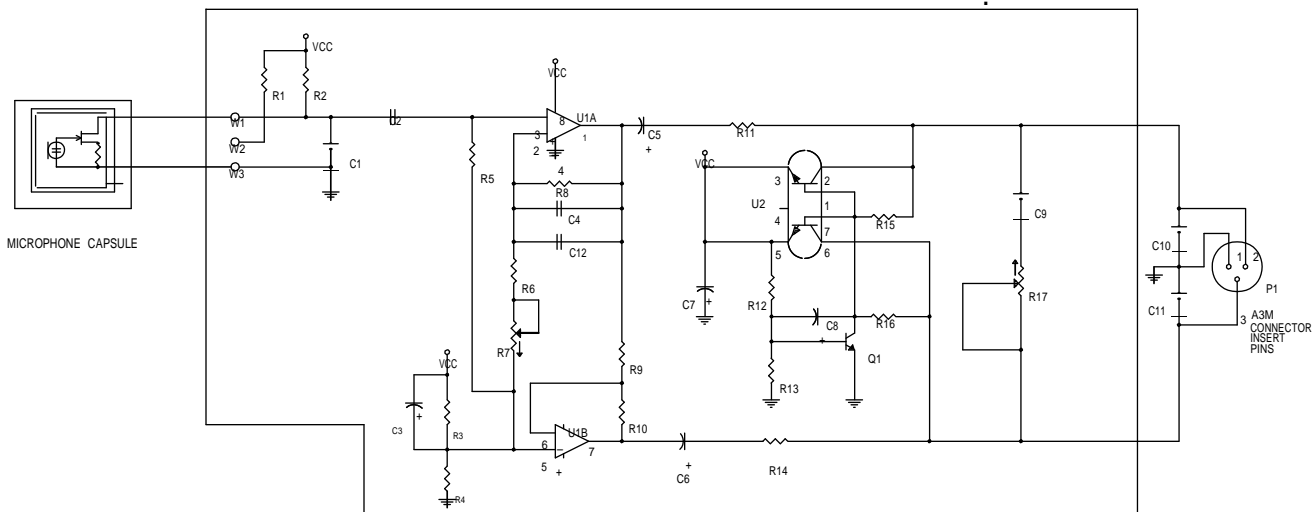 VCC
R1
R2
W1
W2
W3
C1
MICROPHONE CAPSULE
VCC
8
U1A
3
2
1
4
R5
R8
C4
C12
R6
R7
VCC
C3
+
R3
R4
R9
R10
U1B
6
5
+
7
C5
+
R11
VCC
3
2
U2
1
4
7
5
6
R15
C7
+
R12
C8
+
R16
Q1
R13
C6
+
R14
C9
R17
C10
C11
1
2
3
P1
A3M
CONNECTOR
INSERT
PINS